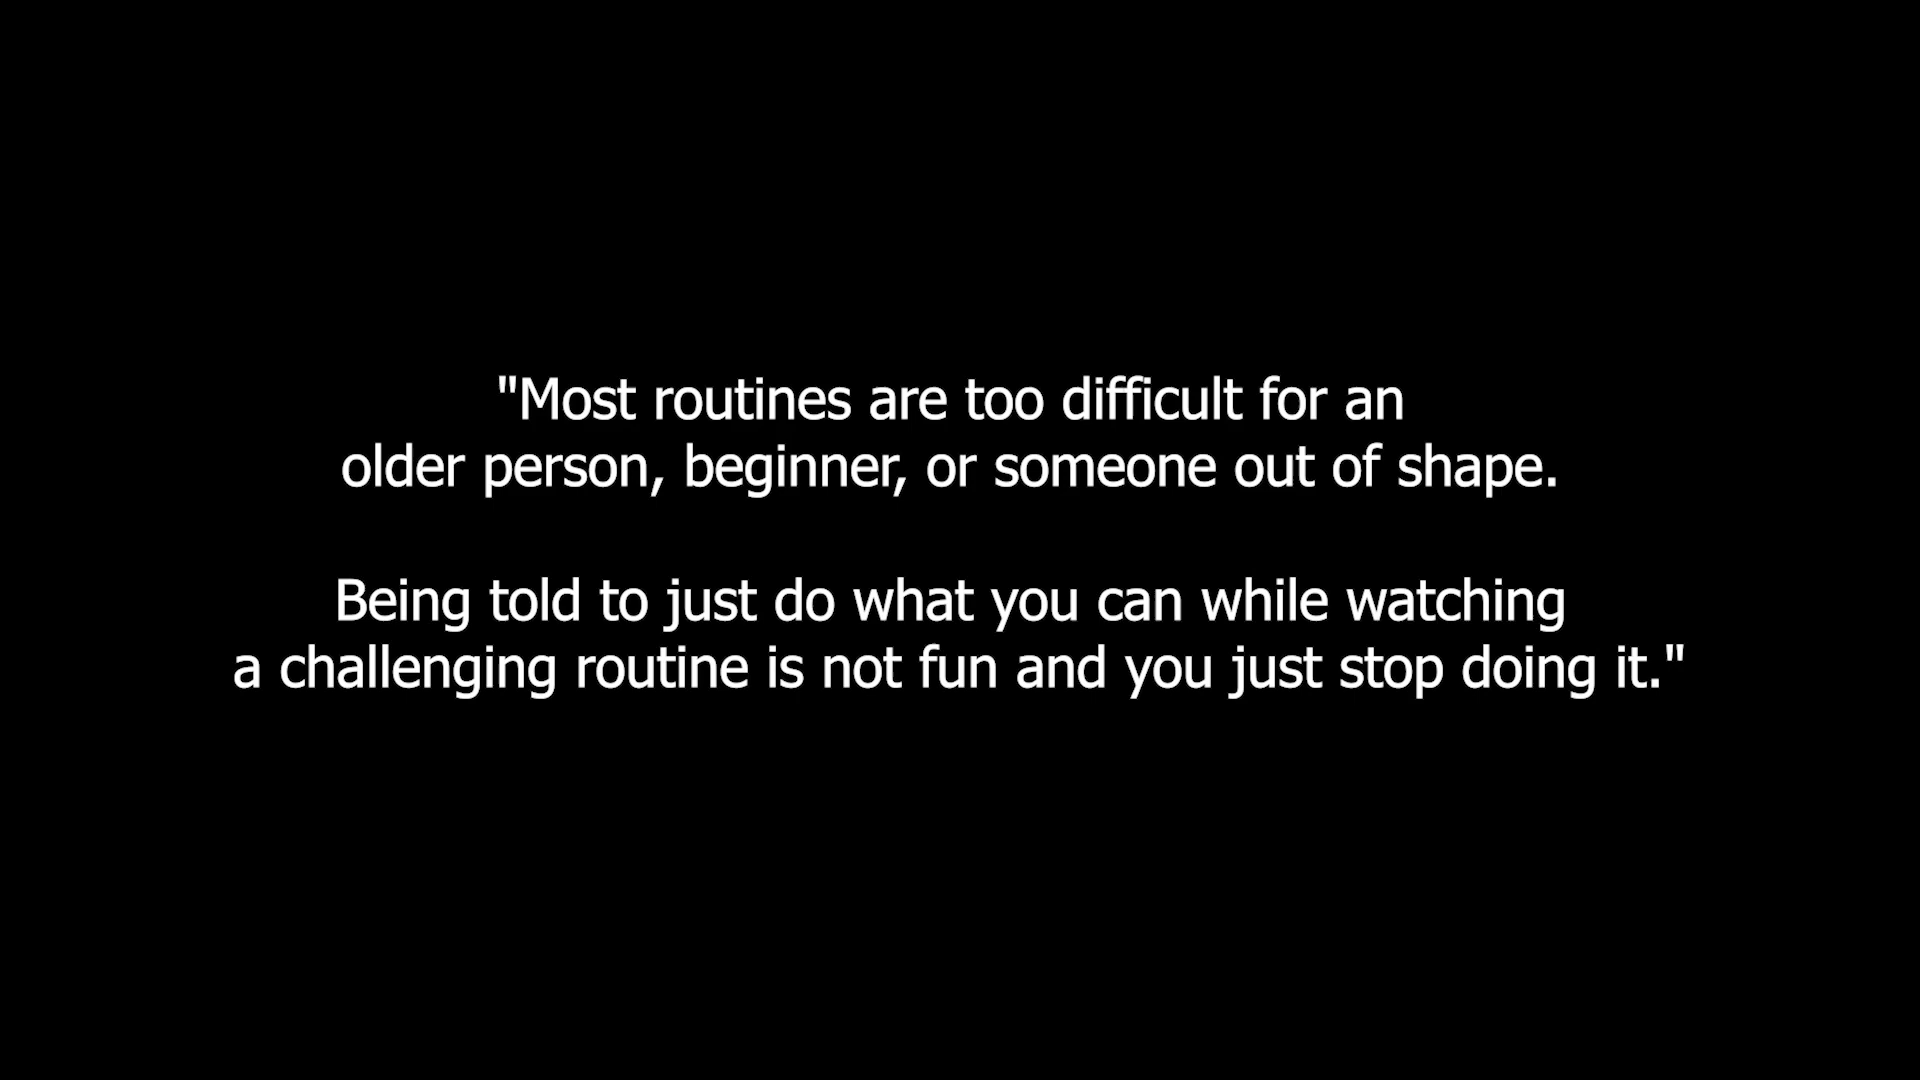 "Most routines are too difficult for an
older person, beginner, or someone out of shape.
Being told to just do what you can while watching
a challenging routine is not fun and you just stop doing it."